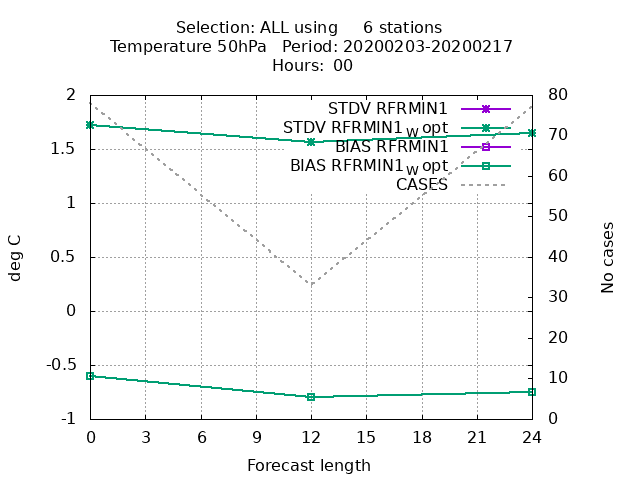 Selection: ALL using 6 stations
Temperature 50hPa Period: 20200203-20200217
Hours: 00
STDV RFRMIN1
STDV RFRMIN1w opt
BIAS RFRMIN1
BIAS RFRMIN1w opt
CASES
2
1.5
1
0.5
0
-0.5
-1
deg C
80
70
60
50
40
30
20
10
0
No cases
0 3 6 9 12 15 18 21 24
Forecast length